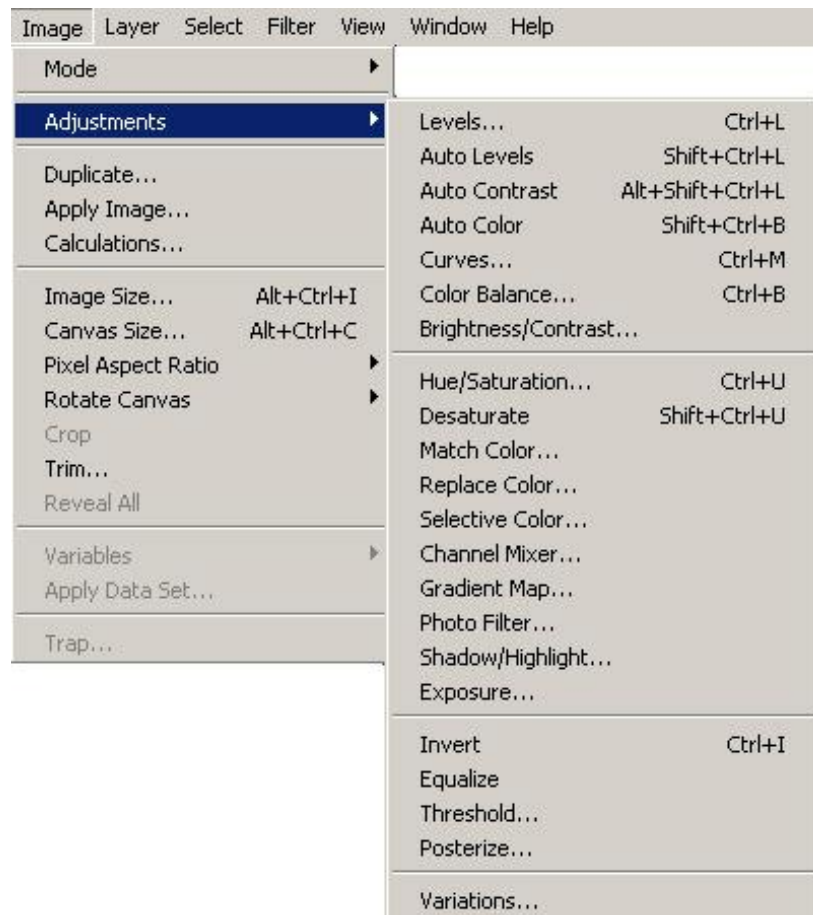 Image Layer Select Filter View Window Help
Mode
Adjustments
Duplicate...
Apply Image...
Calculations...
Image Size... Alt+Ctrl+I
Canvas Size... Alt+Ctrl+C
Pixel Aspect Ratio
Rotate Canvas
Crop
Trim...
Reveal All
Variables
Apply Data Set...
Trap...
Levels... Ctrl+L
Auto Levels Shift+Ctrl+L
Auto Contrast Alt+Shift+Ctrl+L
Auto Color Shift+Ctrl+B
Curves... Ctrl+M
Color Balance... Ctrl+B
Brightness/Contrast...
Hue/Saturation... Ctrl+U
Desaturate Shift+Ctrl+U
Match Color...
Replace Color...
Selective Color...
Channel Mixer...
Gradient Map...
Photo Filter...
Shadow/Highlight...
Exposure...
Invert Ctrl+I
Equalize
Threshold...
Posterize...
Variations...